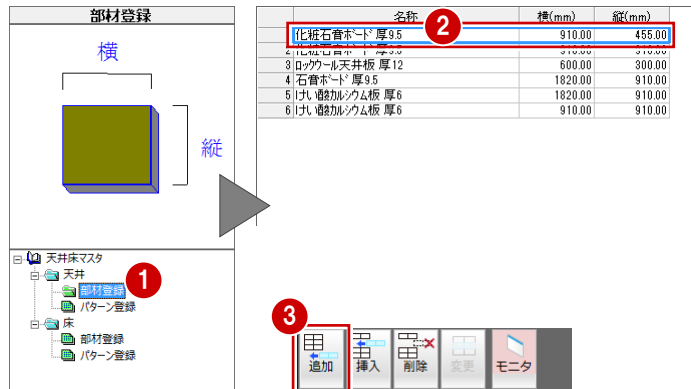 部材登録
横
縦
天井床マスタ
天井
部材登録
パターン登録
床
部材登録
パターン登録
1
名称 横(mm) 縦(mm)
2
化粧石膏ボード 厚9.5 910.00 455.00
3 ロックウール天井板 厚12 600.00 300.00
4 石膏ボード 厚9.5 1820.00 910.00
5 けい酸カルシウム板 厚6 1820.00 910.00
6 けい酸カルシウム板 厚6 910.00 910.00
3
追加 挿入 削除 変更 モニタ